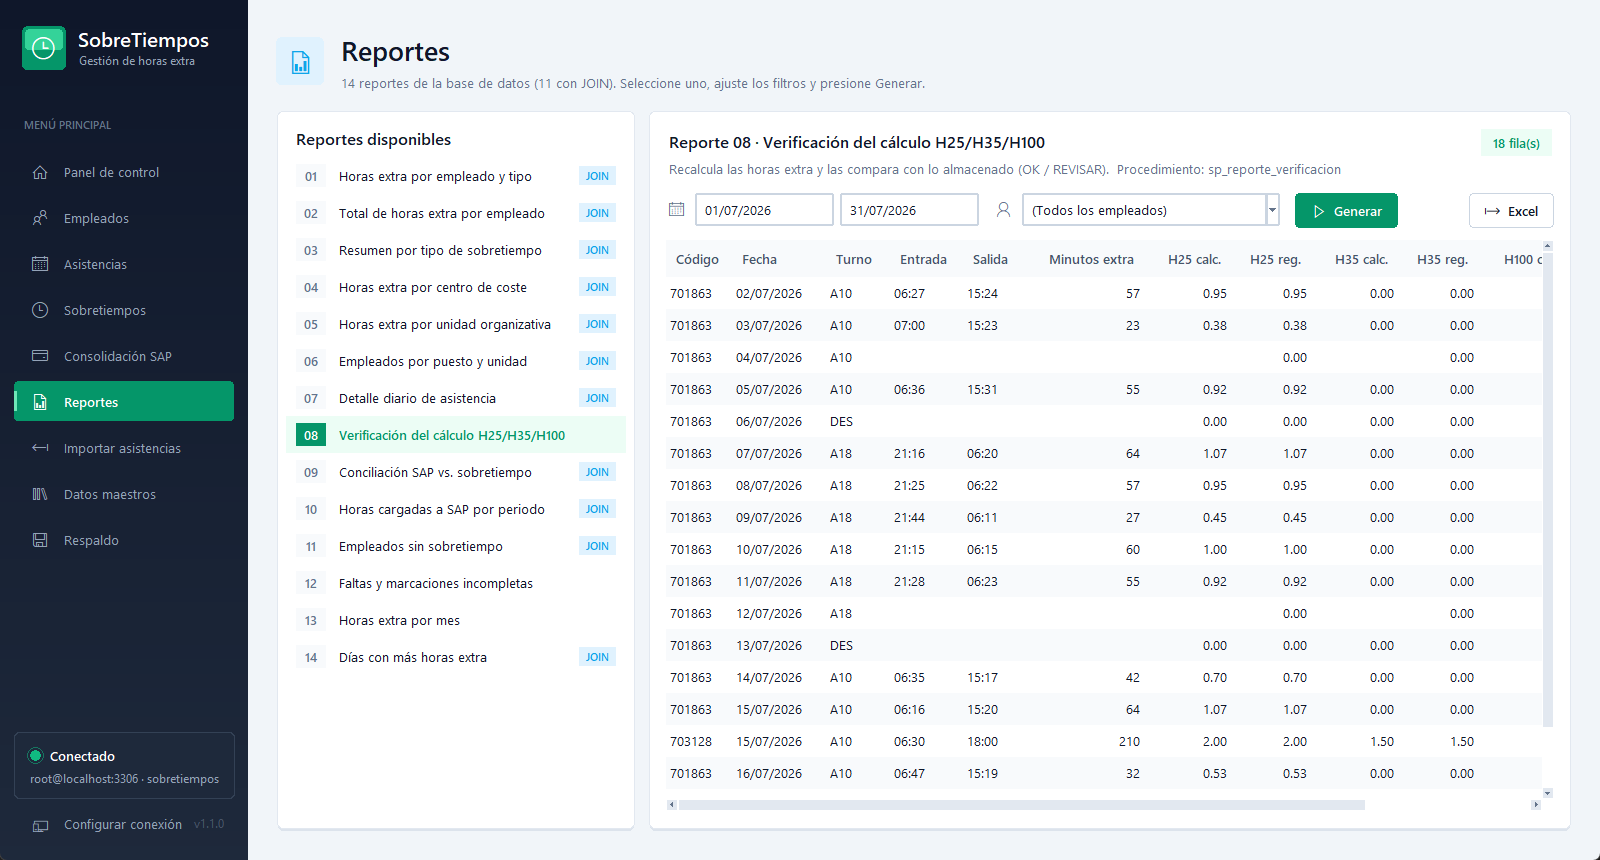 SobreTiempos
Gestión de horas extra
MENÚ PRINCIPAL
Panel de control
Empleados
Asistencias
Sobretiempos
Consolidación SAP
Reportes
Importar asistencias
Datos maestros
Respaldo
Conectado
root@localhost:3306 · sobretiempos
Configurar conexión v1.1.0
Reportes
14 reportes de la base de datos (11 con JOIN). Seleccione uno, ajuste los filtros y presione Generar.
Reportes disponibles
01 Horas extra por empleado y tipo JOIN
02 Total de horas extra por empleado JOIN
03 Resumen por tipo de sobretiempo JOIN
04 Horas extra por centro de coste JOIN
05 Horas extra por unidad organizativa JOIN
06 Empleados por puesto y unidad JOIN
07 Detalle diario de asistencia JOIN
08 Verificación del cálculo H25/H35/H100
09 Conciliación SAP vs. sobretiempo JOIN
10 Horas cargadas a SAP por periodo JOIN
11 Empleados sin sobretiempo JOIN
12 Faltas y marcaciones incompletas
13 Horas extra por mes
14 Días con más horas extra JOIN
Reporte 08 · Verificación del cálculo H25/H35/H100
18 fila(s)
Recalcula las horas extra y las compara con lo almacenado (OK / REVISAR). Procedimiento: sp_reporte_verificacion
01/07/2026 31/07/2026 (Todos los empleados) Generar Excel
Código Fecha Turno Entrada Salida Minutos extra H25 calc. H25 reg. H35 calc. H35 reg. H100 c
701863 02/07/2026 A10 06:27 15:24 57 0.95 0.95 0.00 0.00
701863 03/07/2026 A10 07:00 15:23 23 0.38 0.38 0.00 0.00
701863 04/07/2026 A10 0.00 0.00
701863 05/07/2026 A10 06:36 15:31 55 0.92 0.92 0.00 0.00
701863 06/07/2026 DES 0.00 0.00 0.00 0.00
701863 07/07/2026 A18 21:16 06:20 64 1.07 1.07 0.00 0.00
701863 08/07/2026 A18 21:25 06:22 57 0.95 0.95 0.00 0.00
701863 09/07/2026 A18 21:44 06:11 27 0.45 0.45 0.00 0.00
701863 10/07/2026 A18 21:15 06:15 60 1.00 1.00 0.00 0.00
701863 11/07/2026 A18 21:28 06:23 55 0.92 0.92 0.00 0.00
701863 12/07/2026 A18 0.00 0.00
701863 13/07/2026 DES 0.00 0.00 0.00 0.00
701863 14/07/2026 A10 06:35 15:17 42 0.70 0.70 0.00 0.00
701863 15/07/2026 A10 06:16 15:20 64 1.07 1.07 0.00 0.00
703128 15/07/2026 A10 06:30 18:00 210 2.00 2.00 1.50 1.50
701863 16/07/2026 A10 06:47 15:19 32 0.53 0.53 0.00 0.00